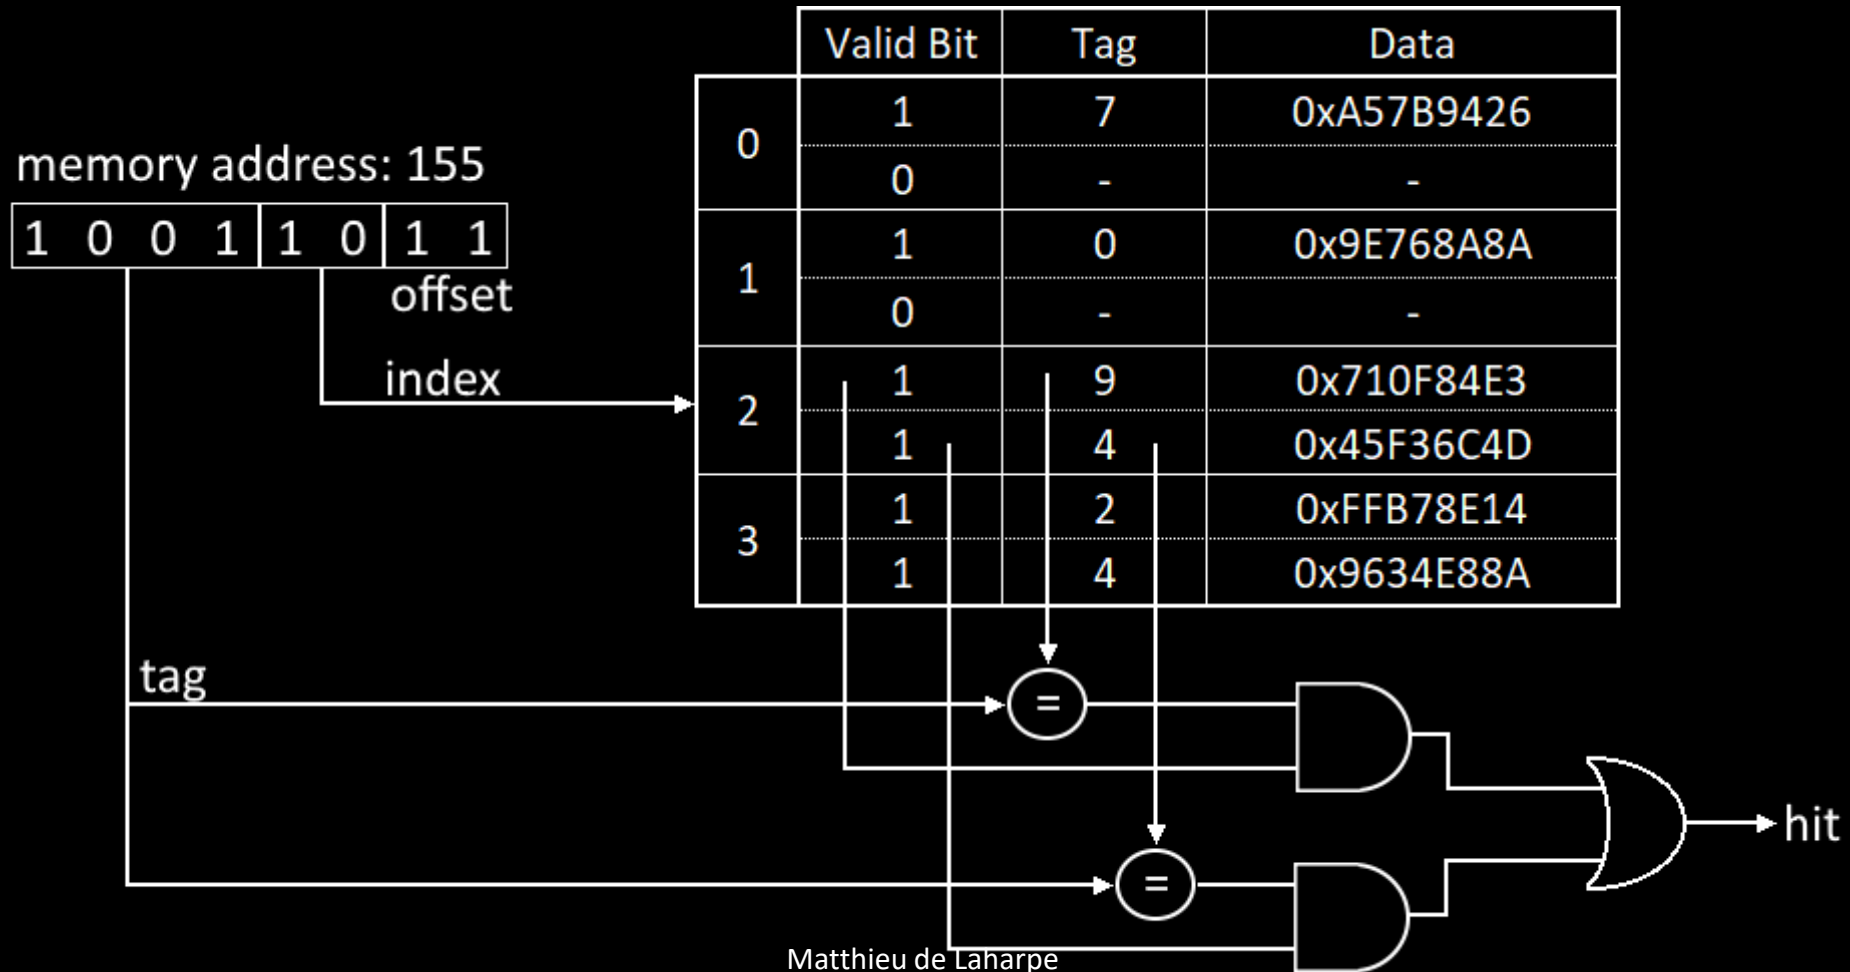 Valid Bit Tag Data
0 1 7 0xA57B9426
0 - -
1 1 0 0x9E768A8A
0 - -
2 1 9 0x710F84E3
1 4 0x45F36C4D
3 1 2 0xFFB78E14
1 4 0x9634E88A
memory address: 155
1 0 0 1 1 0 1 1
offset
index
tag
=
=
hit
Matthieu de Laharpe